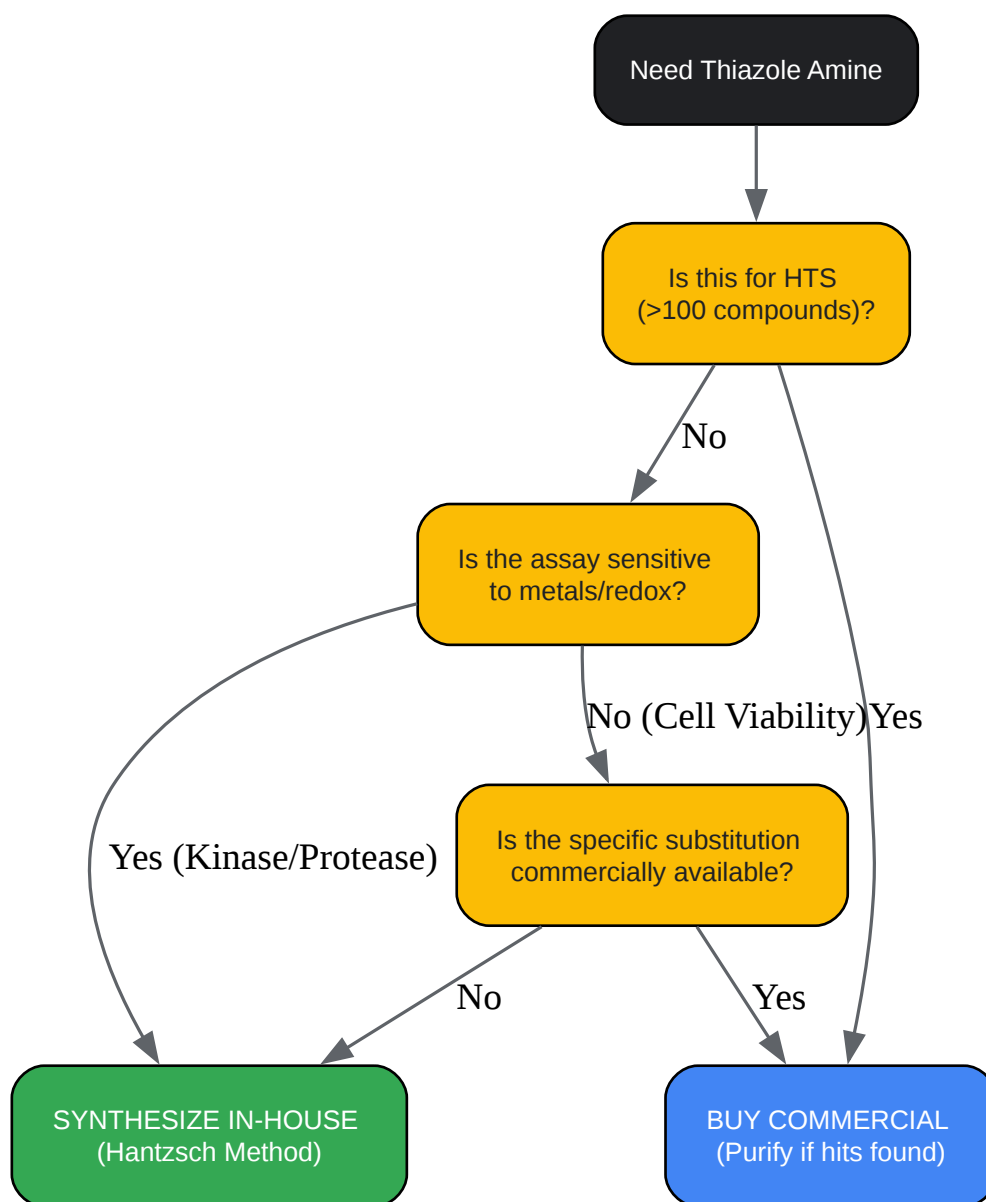 Need Thiazole Amine
Is this for HTS
(>100 compounds)?
No
Is the assay sensitive
to metals/redox?
No (Cell Viability)
Yes
Is the specific substitution
commercially available?
Yes (Kinase/Protease)
No
Yes
SYNTHESIZE IN-HOUSE
(Hantzsch Method)
BUY COMMERCIAL
(Purify if hits found)